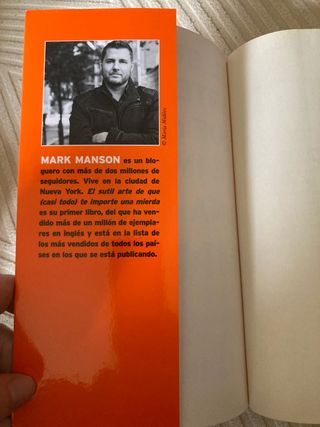 © Maria Midões
MARK MANSON es un blo-
guero con más de dos millones de
seguidores. Vive en la ciudad de
Nueva York. El sutil arte de que
(casi todo) te importe una mierda
es su primer libro, del que ha ven-
dido más de un millón de ejempla-
res en inglés y está en la lista de
los más vendidos de todos los paí-
ses en los que se está publicando.